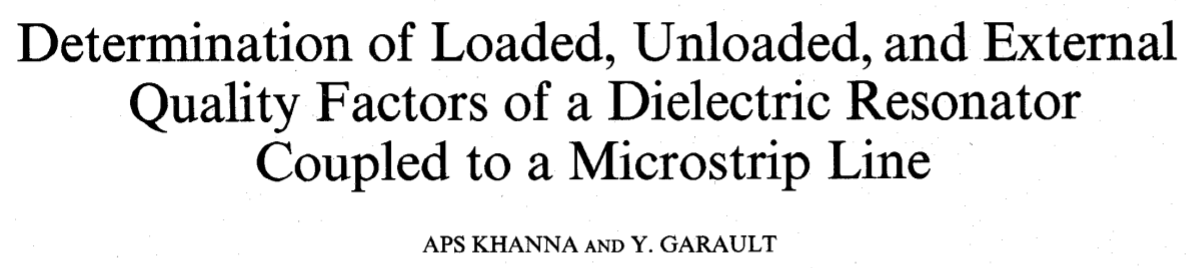 Determination of Loaded, Unloaded, and External
Quality Factors of a Dielectric Resonator
Coupled to a Microstrip Line
APS KHANNA AND Y. GARAULT